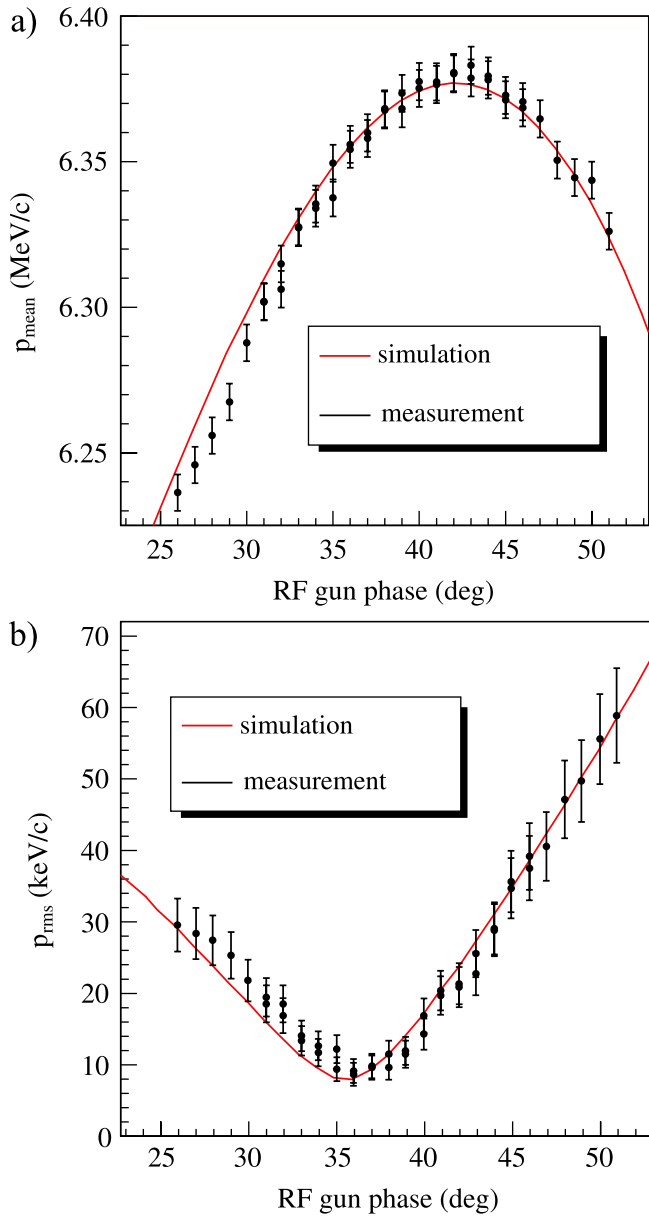 a)
6.40
6.35
6.30
6.25
p_mean (MeV/c)
simulation
measurement
25 30 35 40 45 50
RF gun phase (deg)
b)
70
60
50
40
30
20
10
0
p_rms (keV/c)
simulation
measurement
25 30 35 40 45 50
RF gun phase (deg)